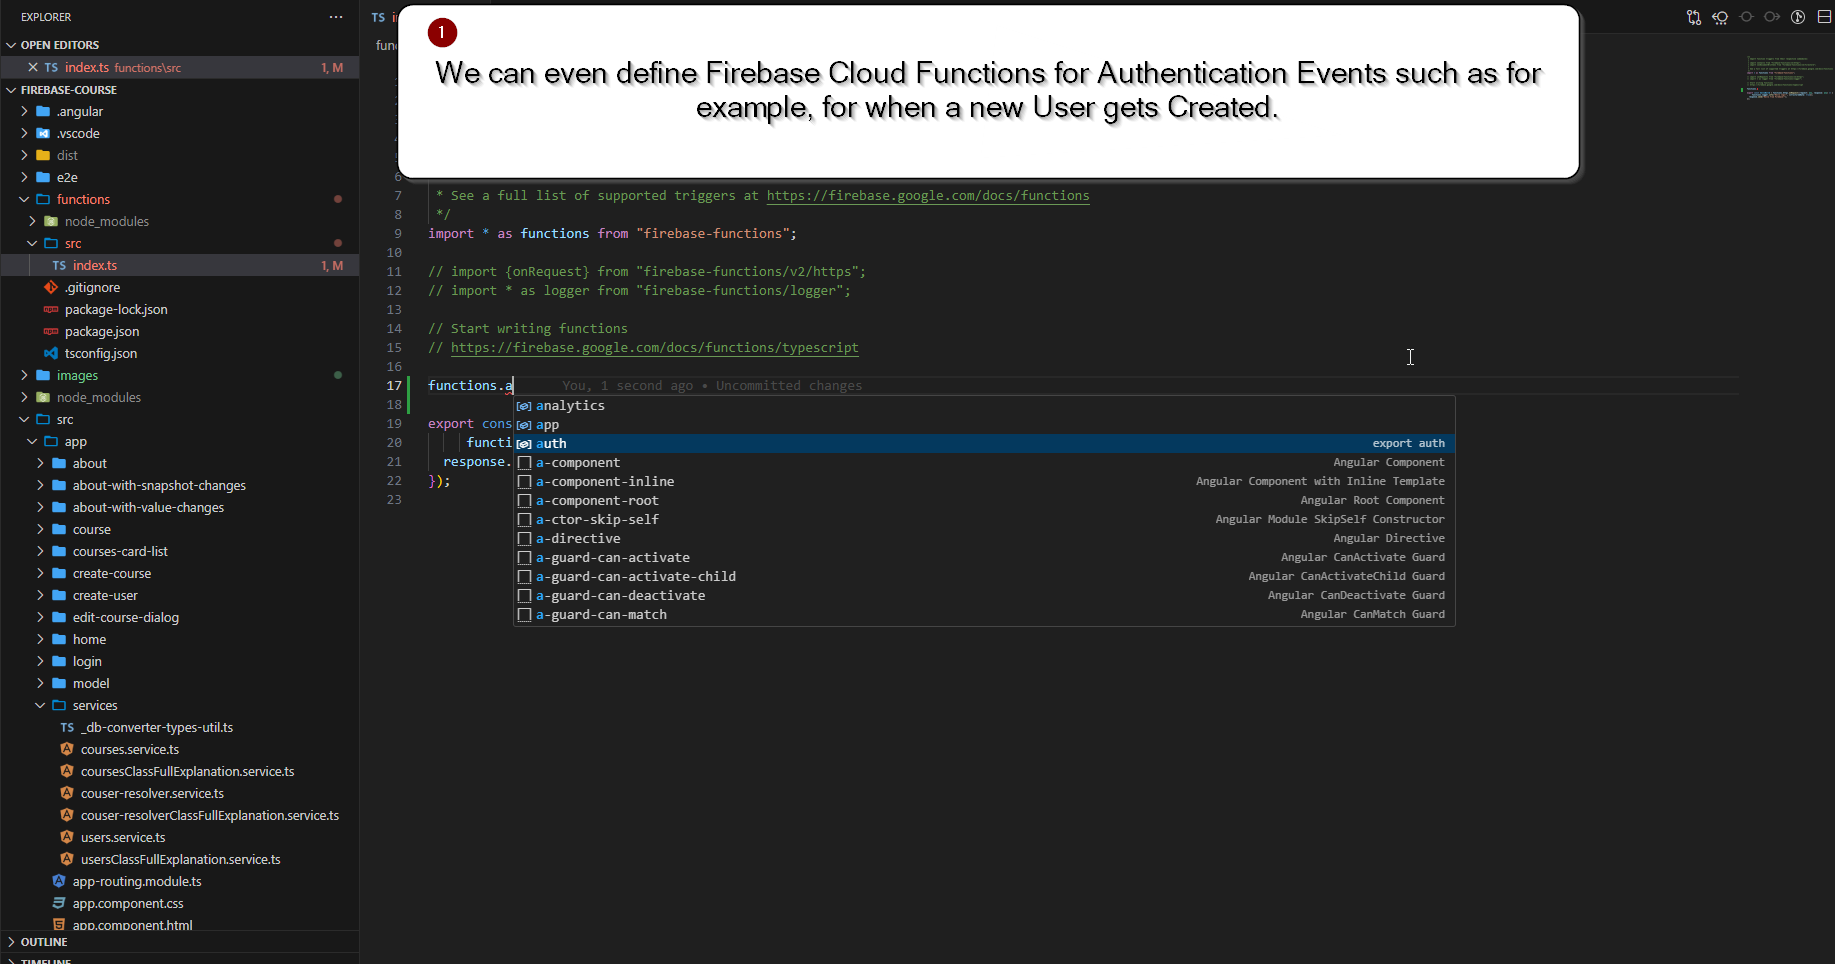 EXPLORER
OPEN EDITORS
TS index.ts functions\src 1, M
FIREBASE-COURSE
.angular
.vscode
dist
e2e
functions
node_modules
src
TS index.ts 1, M
.gitignore
package-lock.json
package.json
tsconfig.json
images
node_modules
src
app
about
about-with-snapshot-changes
about-with-value-changes
course
courses-card-list
create-course
create-user
edit-course-dialog
home
login
model
services
TS _db-converter-types-util.ts
courses.service.ts
coursesClassFullExplanation.service.ts
couser-resolver.service.ts
couser-resolverClassFullExplanation.service.ts
users.service.ts
usersClassFullExplanation.service.ts
app-routing.module.ts
app.component.css
app.component.html
OUTLINE
TIMELINE
TS
1
We can even define Firebase Cloud Functions for Authentication Events such as for
example, for when a new User gets Created.
6
7 * See a full list of supported triggers at https://firebase.google.com/docs/functions
8 */
9 import * as functions from "firebase-functions";
10
11 // import {onRequest} from "firebase-functions/v2/https";
12 // import * as logger from "firebase-functions/logger";
13
14 // Start writing functions
15 // https://firebase.google.com/docs/functions/typescript
16
17 functions.a You, 1 second ago • Uncommitted changes
18
19 export cons
20 functi
21 response.
22 });
23
analytics
app
auth export auth
a-component Angular Component
a-component-inline Angular Component with Inline Template
a-component-root Angular Root Component
a-ctor-skip-self Angular Module SkipSelf Constructor
a-directive Angular Directive
a-guard-can-activate Angular CanActivate Guard
a-guard-can-activate-child Angular CanActivateChild Guard
a-guard-can-deactivate Angular CanDeactivate Guard
a-guard-can-match Angular CanMatch Guard